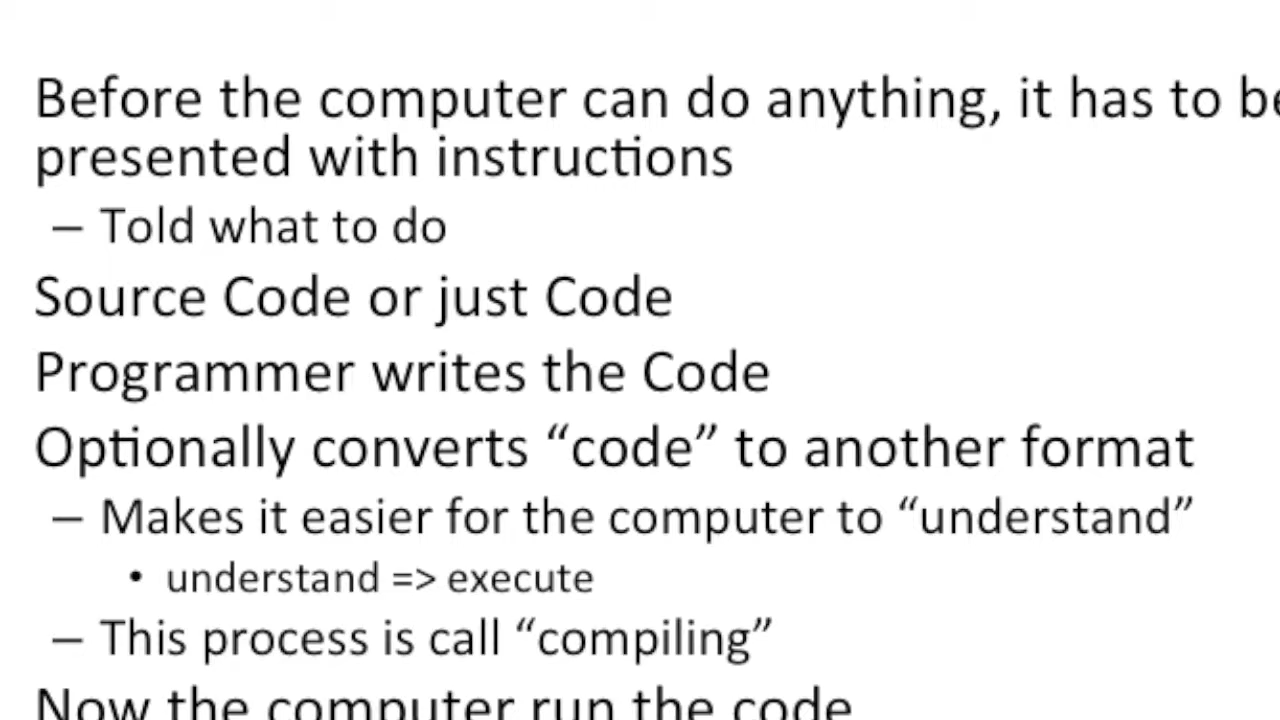 Before the computer can do anything, it has to be
presented with instructions
– Told what to do
Source Code or just Code
Programmer writes the Code
Optionally converts “code” to another format
– Makes it easier for the computer to “understand”
• understand => execute
– This process is call “compiling”
Now the computer run the code